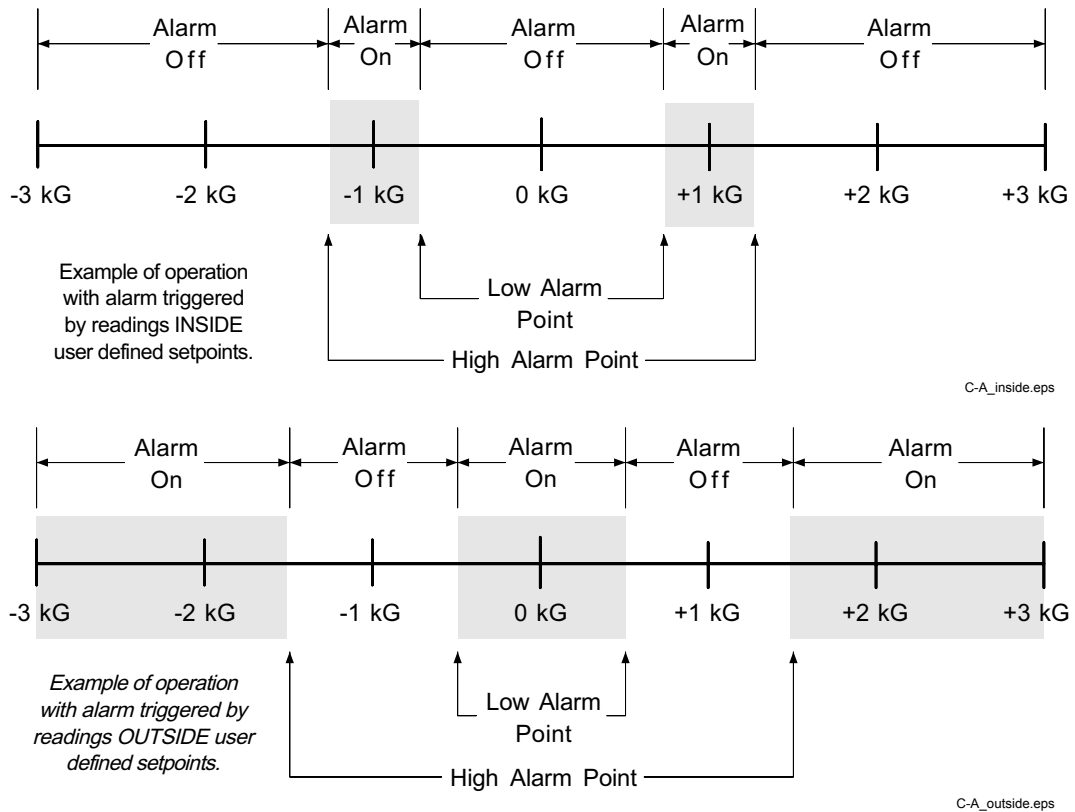 Alarm Alarm Alarm Alarm Alarm
Off On Off On Off
-3 kG -2 kG -1 kG 0 kG +1 kG +2 kG +3 kG
Example of operation
with alarm triggered
by readings INSIDE
user defined setpoints.
Low Alarm
Point
High Alarm Point
C-A_inside.eps
Alarm Alarm Alarm Alarm Alarm
On Off On Off On
-3 kG -2 kG -1 kG 0 kG +1 kG +2 kG +3 kG
Example of operation
with alarm triggered by
readings OUTSIDE user
defined setpoints.
Low Alarm
Point
High Alarm Point
C-A_outside.eps